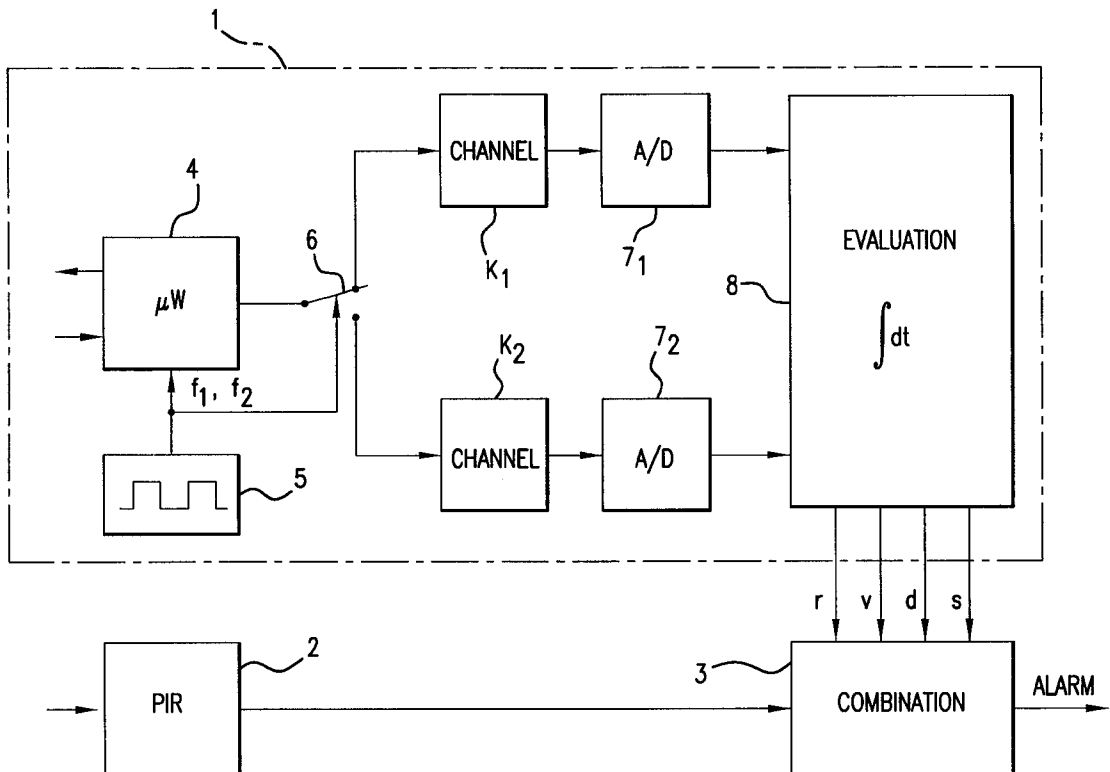 1
4
μW
6
CHANNEL
K₁
A/D
7₁
EVALUATION
8
∫dt
f₁, f₂
K₂
CHANNEL
7₂
A/D
5
r v d s
2
PIR
3
COMBINATION
ALARM